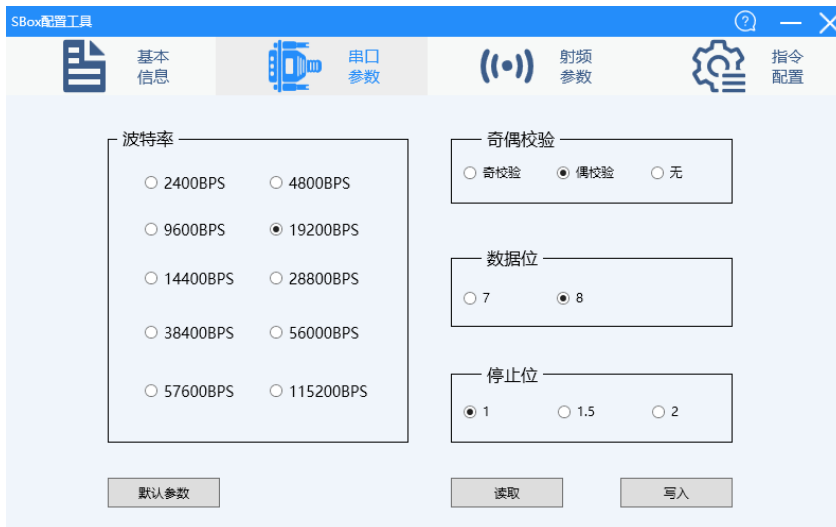 SBox配置工具
基本
信息
串口
参数
射频
参数
指令
配置
波特率
2400BPS 4800BPS
9600BPS 19200BPS
14400BPS 28800BPS
38400BPS 56000BPS
57600BPS 115200BPS
奇偶校验
奇校验 偶校验 无
数据位
7 8
停止位
1 1.5 2
默认参数 读取 写入